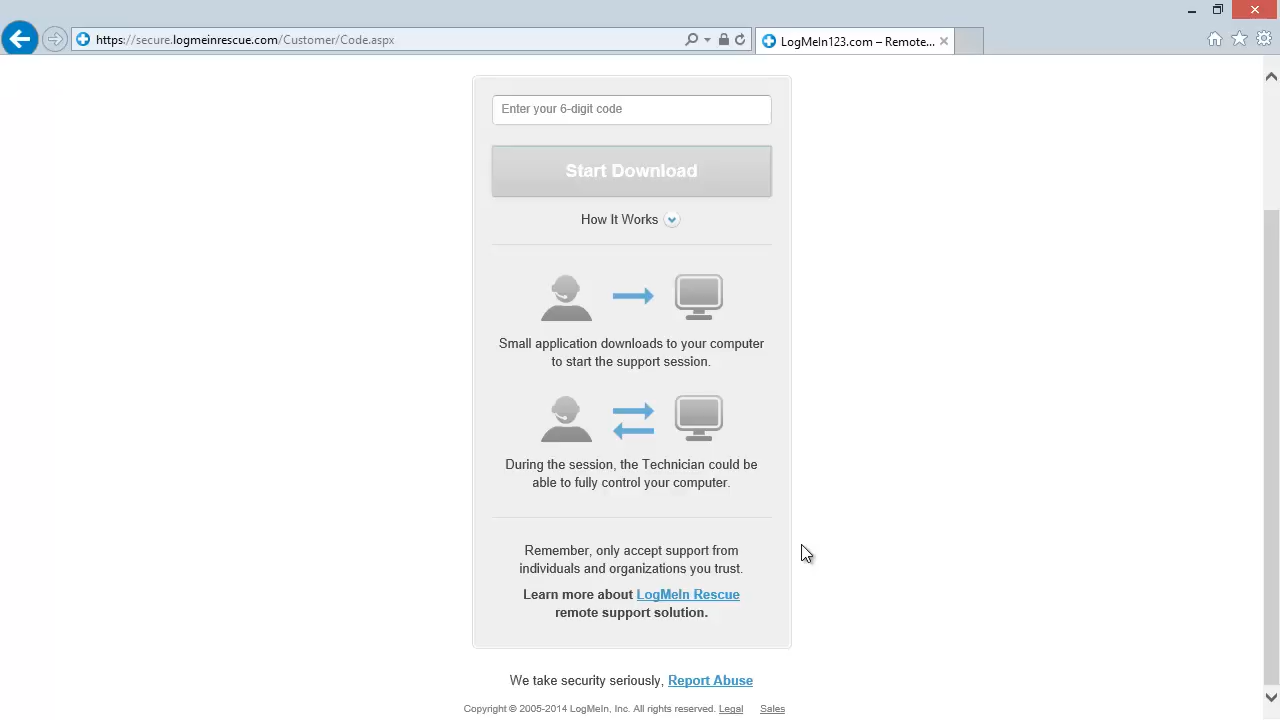 https://secure.logmeinrescue.com/Customer/Code.aspx
LogMeIn123.com – Remote...
Enter your 6-digit code
Start Download
How It Works
Small application downloads to your computer
to start the support session.
During the session, the Technician could be
able to fully control your computer.
Remember, only accept support from
individuals and organizations you trust.
Learn more about LogMeIn Rescue
remote support solution.
We take security seriously, Report Abuse
Copyright © 2005-2014 LogMeIn, Inc. All rights reserved. Legal Sales